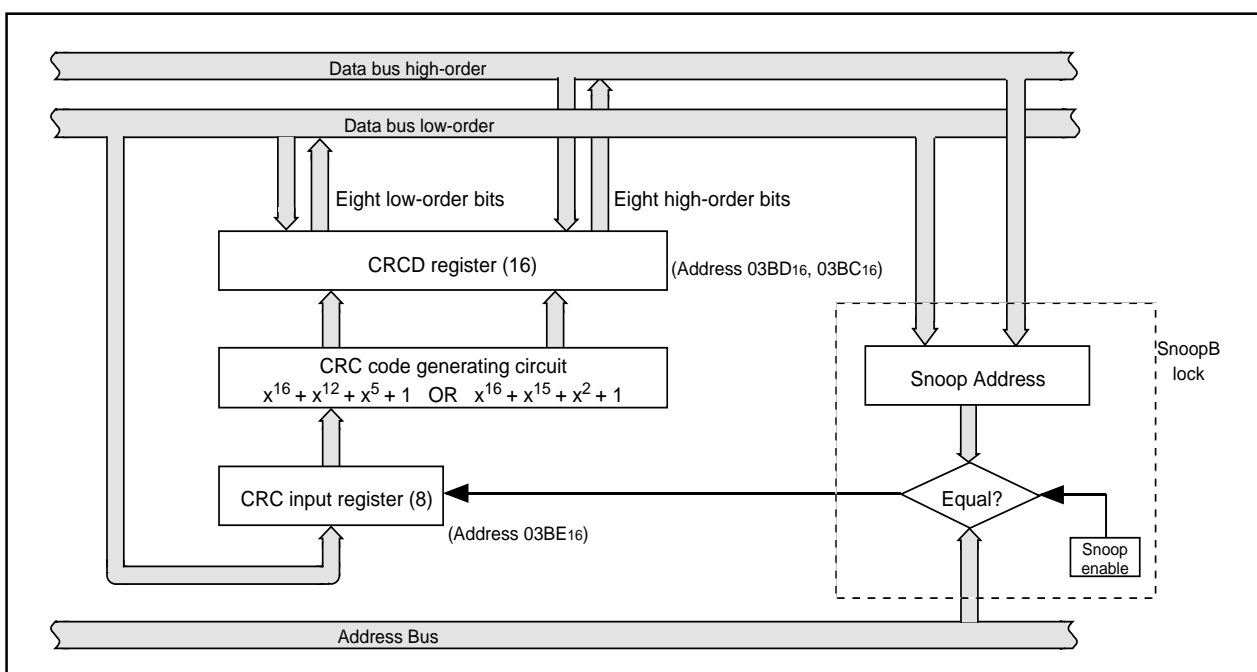 Data bus high-order
Data bus low-order
Eight low-order bits
Eight high-order bits
CRCD register (16)
(Address 03BD₁₆, 03BC₁₆)
CRC code generating circuit
x¹⁶ + x¹² + x⁵ + 1 OR x¹⁶ + x¹⁵ + x² + 1
SnoopB
lock
Snoop Address
CRC input register (8)
(Address 03BE₁₆)
Equal?
Snoop
enable
Address Bus